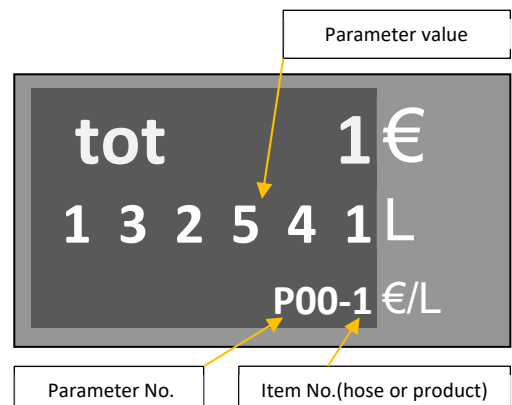 Parameter value
tot 1 €
1 3 2 5 4 1 L
P00-1 €/L
Parameter No.
Item No.(hose or product)